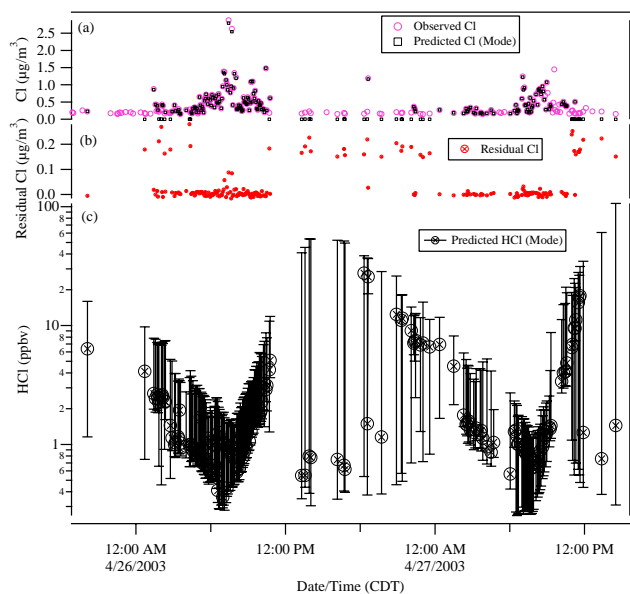 (a)
Observed Cl
Predicted Cl (Mode)
Cl (µg/m³)
2.5
2.0
1.5
1.0
0.5
0.0
(b)
Residual Cl
Residual Cl (µg/m³)
0.2
0.1
0.0
(c)
Predicted HCl (Mode)
HCl (ppbv)
100
8
6
4
2
10
8
6
4
2
1
8
6
4
12:00 AM
4/26/2003
12:00 PM
12:00 AM
4/27/2003
12:00 PM
Date/Time (CDT)